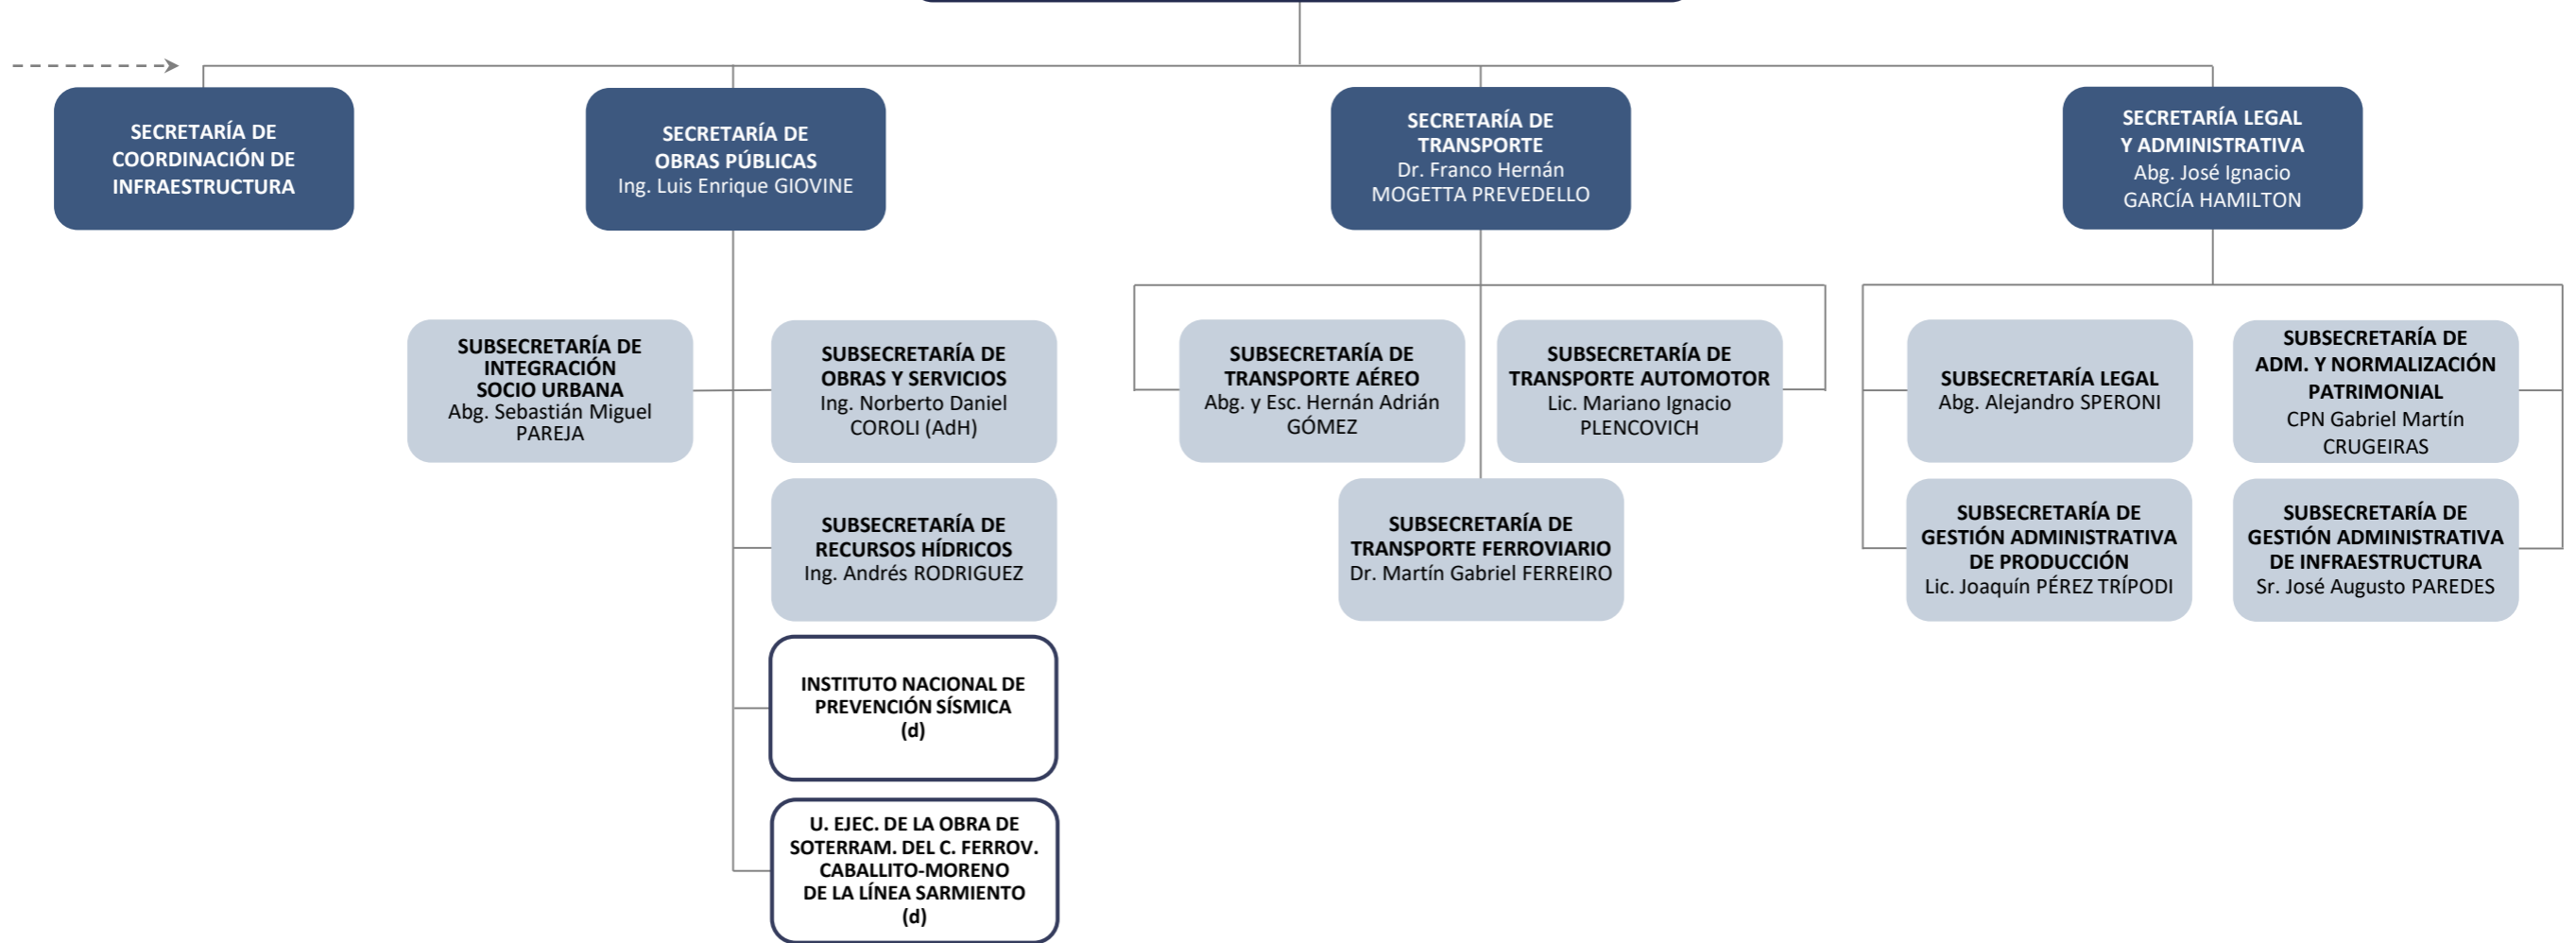 SECRETARÍA DE
COORDINACIÓN DE
INFRAESTRUCTURA
SECRETARÍA DE
OBRAS PÚBLICAS
Ing. Luis Enrique GIOVINE
SECRETARÍA DE
TRANSPORTE
Dr. Franco Hernán
MOGETTA PREVEDELLO
SECRETARÍA LEGAL
Y ADMINISTRATIVA
Abg. José Ignacio
GARCÍA HAMILTON
SUBSECRETARÍA DE
INTEGRACIÓN
SOCIO URBANA
Abg. Sebastián Miguel
PAREJA
SUBSECRETARÍA DE
OBRAS Y SERVICIOS
Ing. Norberto Daniel
COROLI (AdH)
SUBSECRETARÍA DE
TRANSPORTE AÉREO
Abg. y Esc. Hernán Adrián
GÓMEZ
SUBSECRETARÍA DE
TRANSPORTE AUTOMOTOR
Lic. Mariano Ignacio
PLENCOVICH
SUBSECRETARÍA LEGAL
Abg. Alejandro SPERONI
SUBSECRETARÍA DE
ADM. Y NORMALIZACIÓN
PATRIMONIAL
CPN Gabriel Martín
CRUGEIRAS
SUBSECRETARÍA DE
RECURSOS HÍDRICOS
Ing. Andrés RODRIGUEZ
SUBSECRETARÍA DE
TRANSPORTE FERROVIARIO
Dr. Martín Gabriel FERREIRO
SUBSECRETARÍA DE
GESTIÓN ADMINISTRATIVA
DE PRODUCCIÓN
Lic. Joaquín PÉREZ TRÍPODI
SUBSECRETARÍA DE
GESTIÓN ADMINISTRATIVA
DE INFRAESTRUCTURA
Sr. José Augusto PAREDES
INSTITUTO NACIONAL DE
PREVENCIÓN SÍSMICA
(d)
U. EJEC. DE LA OBRA DE
SOTERRAM. DEL C. FERROV.
CABALLITO-MORENO
DE LA LÍNEA SARMIENTO
(d)